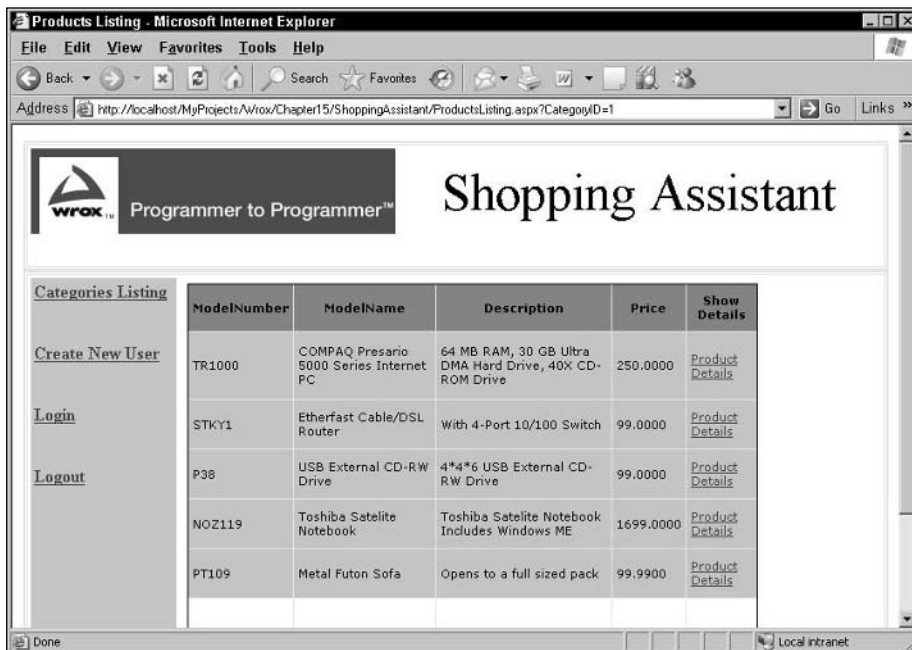 Products Listing - Microsoft Internet Explorer
File Edit View Favorites Tools Help
Back Search Favorites
Address http://localhost/MyProjects/Wrox/Chapter15/ShoppingAssistant/ProductsListing.aspx?CategoryID=1 Go Links »
wrox™ Programmer to Programmer™
Shopping Assistant
Categories Listing
Create New User
Login
Logout
ModelNumber ModelName Description Price Show
Details
TR1000 COMPAQ Presario
5000 Series Internet
PC 64 MB RAM, 30 GB Ultra
DMA Hard Drive, 40X CD-
ROM Drive 250.0000 Product
Details
STKY1 Etherfast Cable/DSL
Router With 4-Port 10/100 Switch 99.0000 Product
Details
P38 USB External CD-RW
Drive 4*4*6 USB External CD-
RW Drive 99.0000 Product
Details
NOZ119 Toshiba Satelite
Notebook Toshiba Satelite Notebook
Includes Windows ME 1699.0000 Product
Details
PT109 Metal Futon Sofa Opens to a full sized pack 99.9900 Product
Details
Done Local intranet